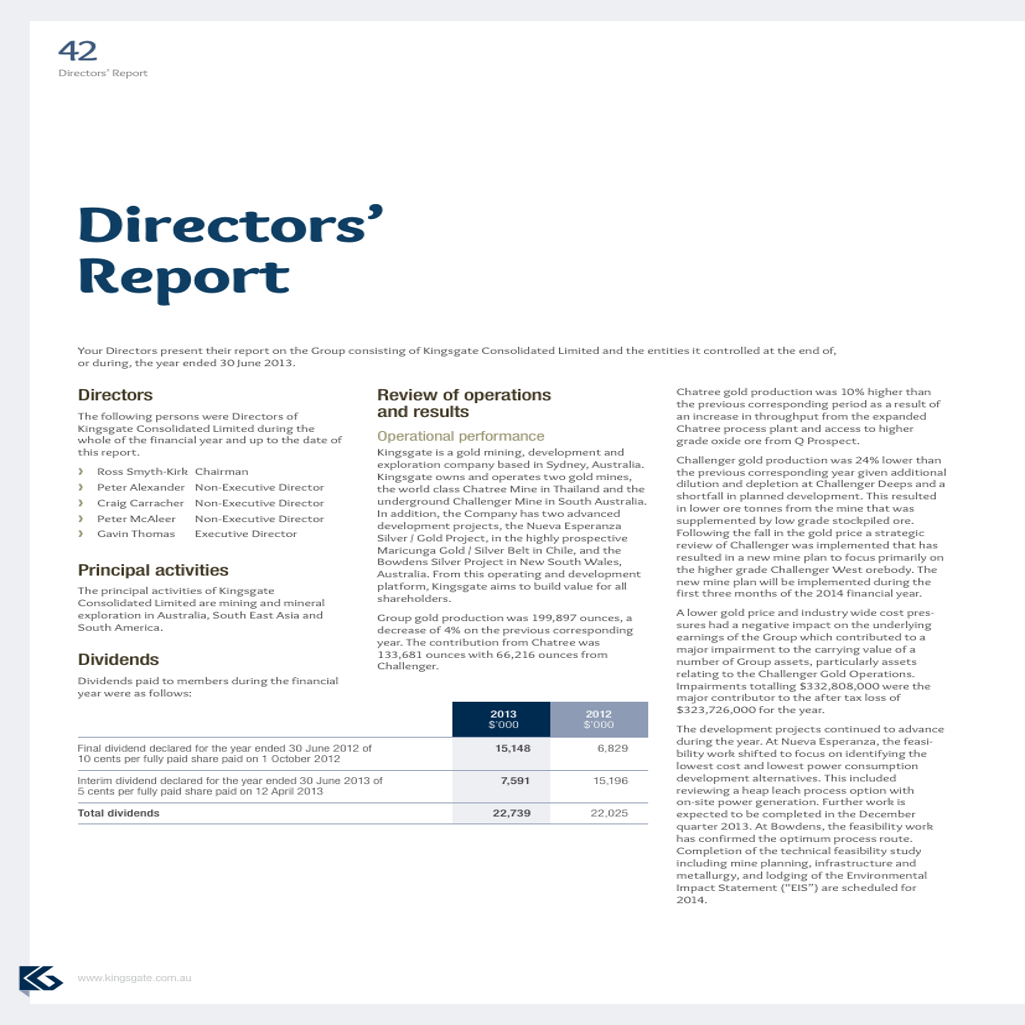 42
Directors' Report
Directors'
Report
Your Directors present their report on the Group consisting of Kingsgate Consolidated Limited and the entities it controlled at the end of,
or during, the year ended 30 June 2013.
Directors
The following persons were Directors of
Kingsgate Consolidated Limited during the
whole of the financial year and up to the date of
this report.
› Ross Smyth-Kirk Chairman
› Peter Alexander Non-Executive Director
› Craig Carracher Non-Executive Director
› Peter McAleer Non-Executive Director
› Gavin Thomas Executive Director
Principal activities
The principal activities of Kingsgate
Consolidated Limited are mining and mineral
exploration in Australia, South East Asia and
South America.
Dividends
Dividends paid to members during the financial
year were as follows:
Review of operations
and results
Operational performance
Kingsgate is a gold mining, development and
exploration company based in Sydney, Australia.
Kingsgate owns and operates two gold mines,
the world class Chatree Mine in Thailand and the
underground Challenger Mine in South Australia.
In addition, the Company has two advanced
development projects, the Nueva Esperanza
Silver / Gold Project, in the highly prospective
Maricunga Gold / Silver Belt in Chile, and the
Bowdens Silver Project in New South Wales,
Australia. From this operating and development
platform, Kingsgate aims to build value for all
shareholders.
Group gold production was 199,897 ounces, a
decrease of 4% on the previous corresponding
year. The contribution from Chatree was
133,681 ounces with 66,216 ounces from
Challenger.
2013 2012
$'000 $'000
Final dividend declared for the year ended 30 June 2012 of
10 cents per fully paid share paid on 1 October 2012 15,148 6,829
Interim dividend declared for the year ended 30 June 2013 of
5 cents per fully paid share paid on 12 April 2013 7,591 15,196
Total dividends 22,739 22,025
Chatree gold production was 10% higher than
the previous corresponding period as a result of
an increase in throughput from the expanded
Chatree process plant and access to higher
grade oxide ore from Q Prospect.
Challenger gold production was 24% lower than
the previous corresponding year given additional
dilution and depletion at Challenger Deeps and a
shortfall in planned development. This resulted
in lower ore tonnes from the mine that was
supplemented by low grade stockpiled ore.
Following the fall in the gold price a strategic
review of Challenger was implemented that has
resulted in a new mine plan to focus primarily on
the higher grade Challenger West orebody. The
new mine plan will be implemented during the
first three months of the 2014 financial year.
A lower gold price and industry wide cost pres-
sures had a negative impact on the underlying
earnings of the Group which contributed to a
major impairment to the carrying value of a
number of Group assets, particularly assets
relating to the Challenger Gold Operations.
Impairments totalling $332,808,000 were the
major contributor to the after tax loss of
$323,726,000 for the year.
The development projects continued to advance
during the year. At Nueva Esperanza, the feasi-
bility work shifted to focus on identifying the
lowest cost and lowest power consumption
development alternatives. This included
reviewing a heap leach process option with
on-site power generation. Further work is
expected to be completed in the December
quarter 2013. At Bowdens, the feasibility work
has confirmed the optimum process route.
Completion of the technical feasibility study
including mine planning, infrastructure and
metallurgy, and lodging of the Environmental
Impact Statement ("EIS") are scheduled for
2014.
www.kingsgate.com.au